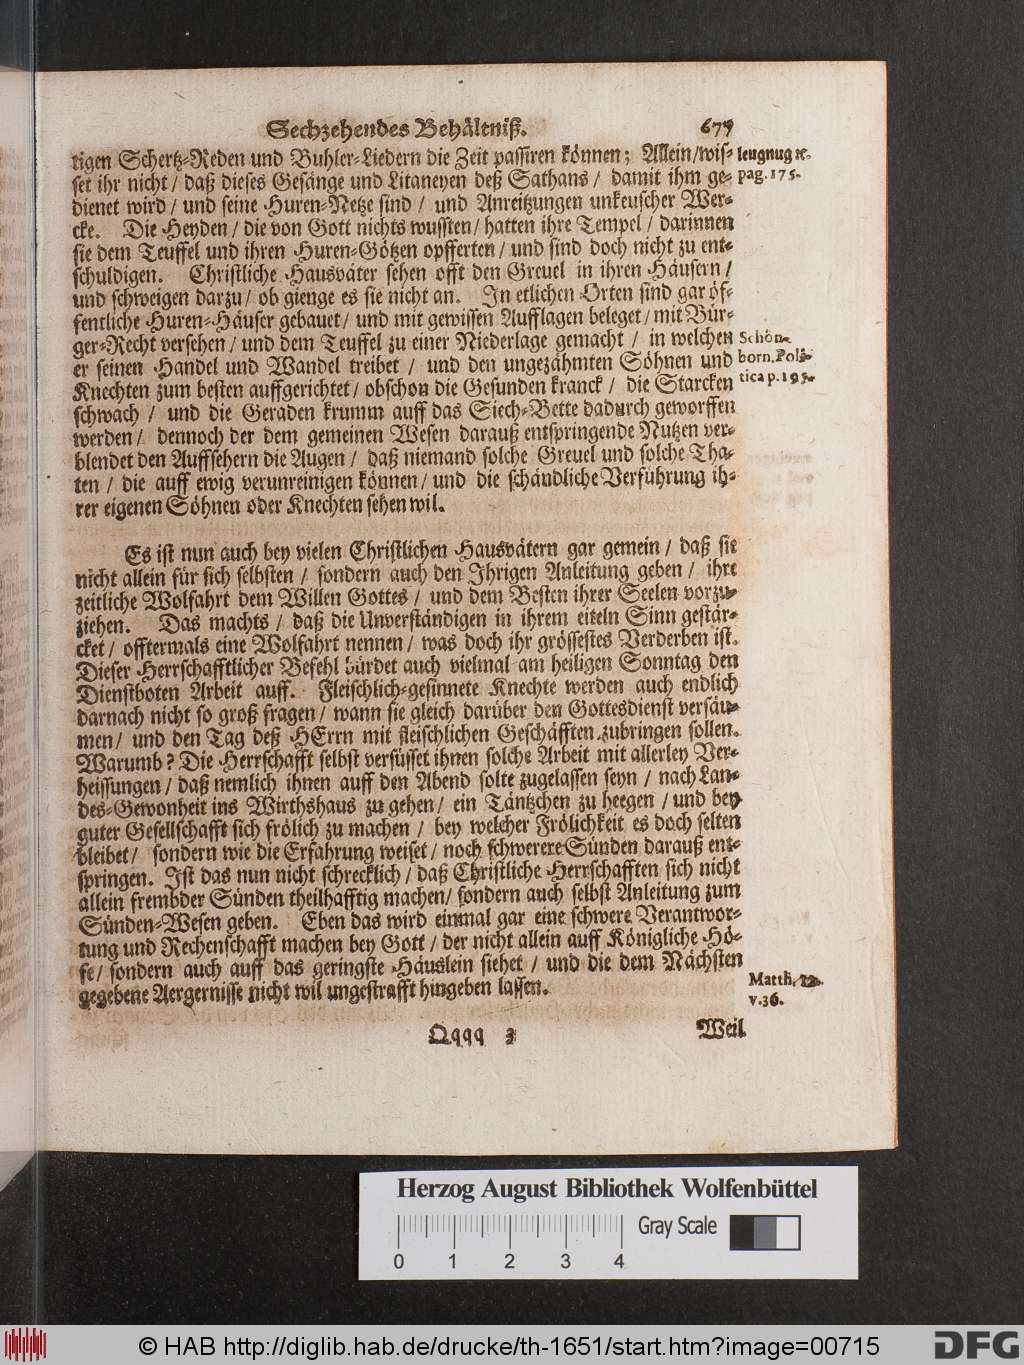 Sechzehendes Behältniß. 677
tigen Schertz-Reden und Buhler-Liedern die Zeit passiren können; Allein/wis-
set ihr nicht / daß dieses Gesänge und Litaneyen deß Sathans / damit ihm ge-
dienet wird / und seine Huren-Netze sind / und Anreitzungen unkeuscher Wer-
cke. Die Heyden / die von Gott nichts wussten / hatten ihre Tempel / darinnen
sie dem Teuffel und ihren Huren-Götzen opfferten / und sind doch nicht zu ent-
schuldigen. Christliche Hausväter sehen offt den Greuel in ihren Häusern /
und schweigen darzu / ob gienge es sie nicht an. In etlichen Orten sind gar öf-
fentliche Huren-Häuser gebauet / und mit gewissen Aufflagen beleget / mit Bür-
ger-Recht versehen / und dem Teuffel zu einer Niederlage gemacht / in welchen
er seinen Handel und Wandel treibet / und den ungezähmten Söhnen und
Knechten zum besten auffgerichtet / obschon die Gesunden kranck / die Starcken
schwach / und die Geraden krumm auff das Siech-Bette dadurch geworffen
werden / dennoch der dem gemeinen Wesen darauß entspringende Nutzen ver-
blendet den Auffsehern die Augen / daß niemand solche Greuel und solche Tha-
ten / die auff ewig verunreinigen können / und die schändliche Verführung ih-
rer eigenen Söhnen oder Knechten sehen wil.
leugnug ꝛc.
pag. 175.
Schön-
born. Poli-
tica p. 195.
Es ist nun auch bey vielen Christlichen Hausvätern gar gemein / daß sie
nicht allein für sich selbsten / sondern auch den Ihrigen Anleitung geben / ihre
zeitliche Wolfahrt dem Willen Gottes / und dem Besten ihrer Seelen vorzu-
ziehen. Das machts / daß die Unverständigen in ihrem eiteln Sinn gestär-
cket / offtermals eine Wolfahrt nennen / was doch ihr grössestes Verderben ist.
Dieser Herrschafftlicher Befehl bürdet auch vielmal am heiligen Sonntag den
Dienstboten Arbeit auff. Fleischlich-gesinnete Knechte werden auch endlich
darnach nicht so groß fragen / wann sie gleich darüber den Gottesdienst versäu-
men / und den Tag deß HErrn mit fleischlichen Geschäfften zubringen sollen.
Warumb? Die Herrschafft selbst versüsset ihnen solche Arbeit mit allerley Ver-
heissungen / daß nemlich ihnen auff den Abend solte zugelassen seyn / nach Lan-
des-Gewonheit ins Wirthshaus zu gehen / ein Täntzchen zu heegen / und bey
guter Gesellschafft sich frölich zu machen / bey welcher Frölichkeit es doch selten
bleibet / sondern wie die Erfahrung weiset / noch schwerere Sünden darauß ent-
springen. Ist das nun nicht schrecklich / daß Christliche Herrschafften sich nicht
allein frembder Sünden theilhafftig machen / sondern auch selbst Anleitung zum
Sünden-Wesen geben. Eben das wird einmal gar eine schwere Verantwor-
tung und Rechenschafft machen bey Gott / der nicht allein auff Königliche Hö-
fe / sondern auch auff das geringste Häuslein siehet / und die dem Nächsten
gegebene Aergernisse nicht wil ungestrafft hingeben lassen.
Matth. 12.
v.36.
Qqqq 3 Weil
Herzog August Bibliothek Wolfenbüttel
Gray Scale
0 1 2 3 4
© HAB http://diglib.hab.de/drucke/th-1651/start.htm?image=00715
DFG